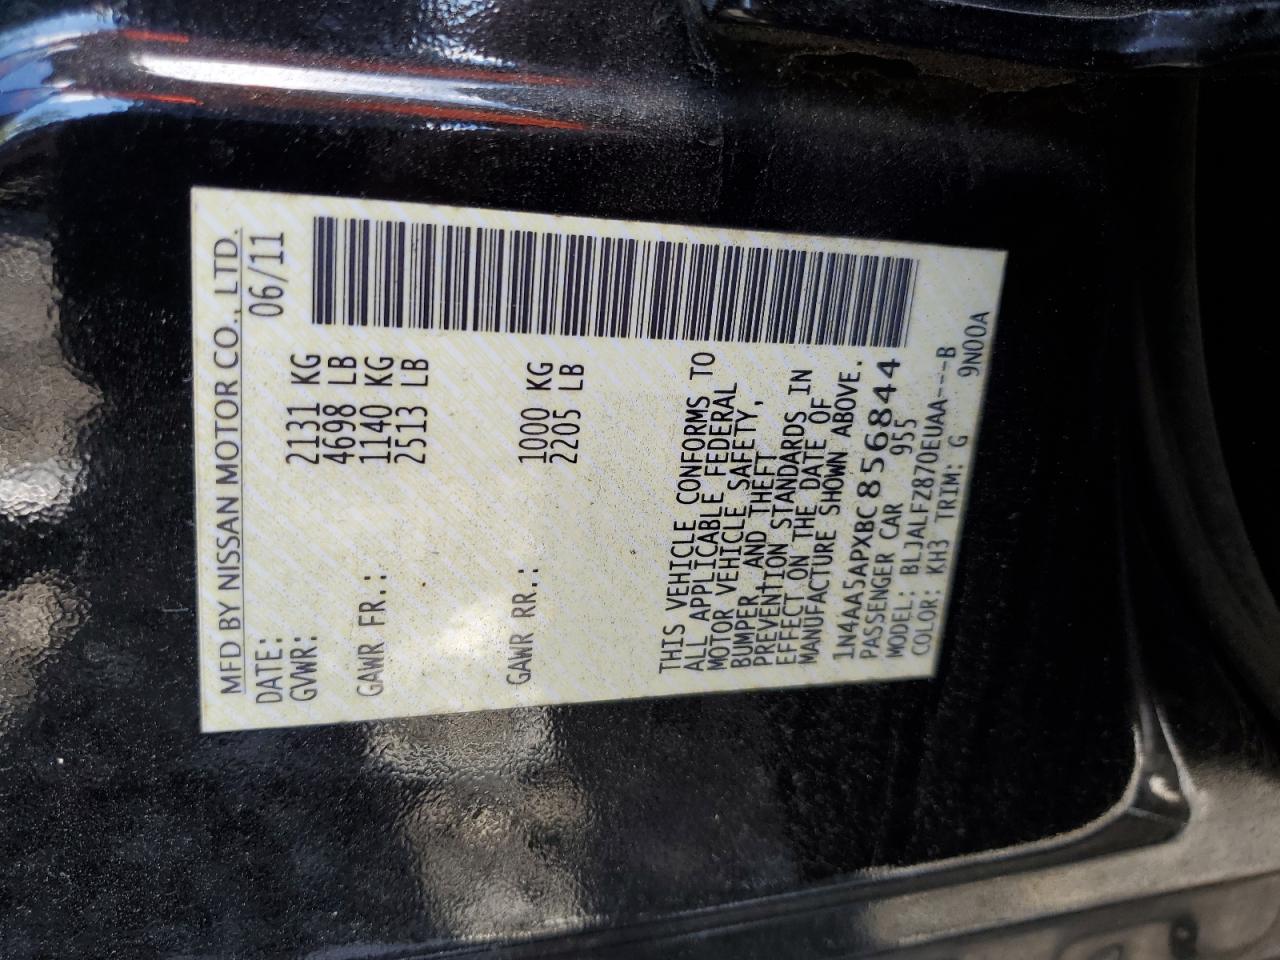 MFD BY NISSAN MOTOR CO., LTD.
DATE: 06/11
GVWR: 2131 KG
4698 LB
GAWR FR.: 1140 KG
2513 LB
GAWR RR.: 1000 KG
2205 LB
THIS VEHICLE CONFORMS TO
ALL APPLICABLE FEDERAL
MOTOR VEHICLE SAFETY,
BUMPER AND THEFT
PREVENTION STANDARDS IN
EFFECT ON THE DATE OF
MANUFACTURE SHOWN ABOVE.
1N4AA5APXBC856844
PASSENGER CAR 955
MODEL: BLJALFZ870EUAA---B
COLOR: KH3 TRIM: G 9N00A